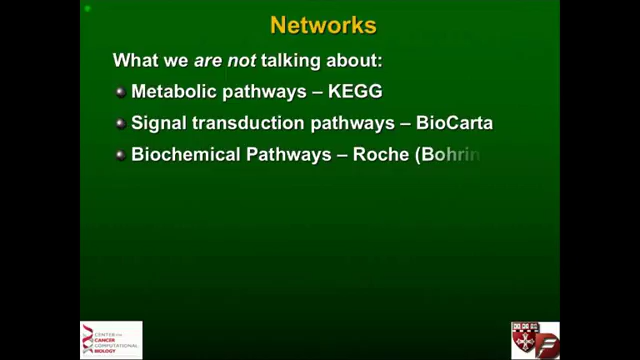 Networks
What we are not talking about:
Metabolic pathways – KEGG
Signal transduction pathways – BioCarta
Biochemical Pathways – Roche (Bohrin
CENTER FOR
CANCER
COMPUTATIONAL
BIOLOGY